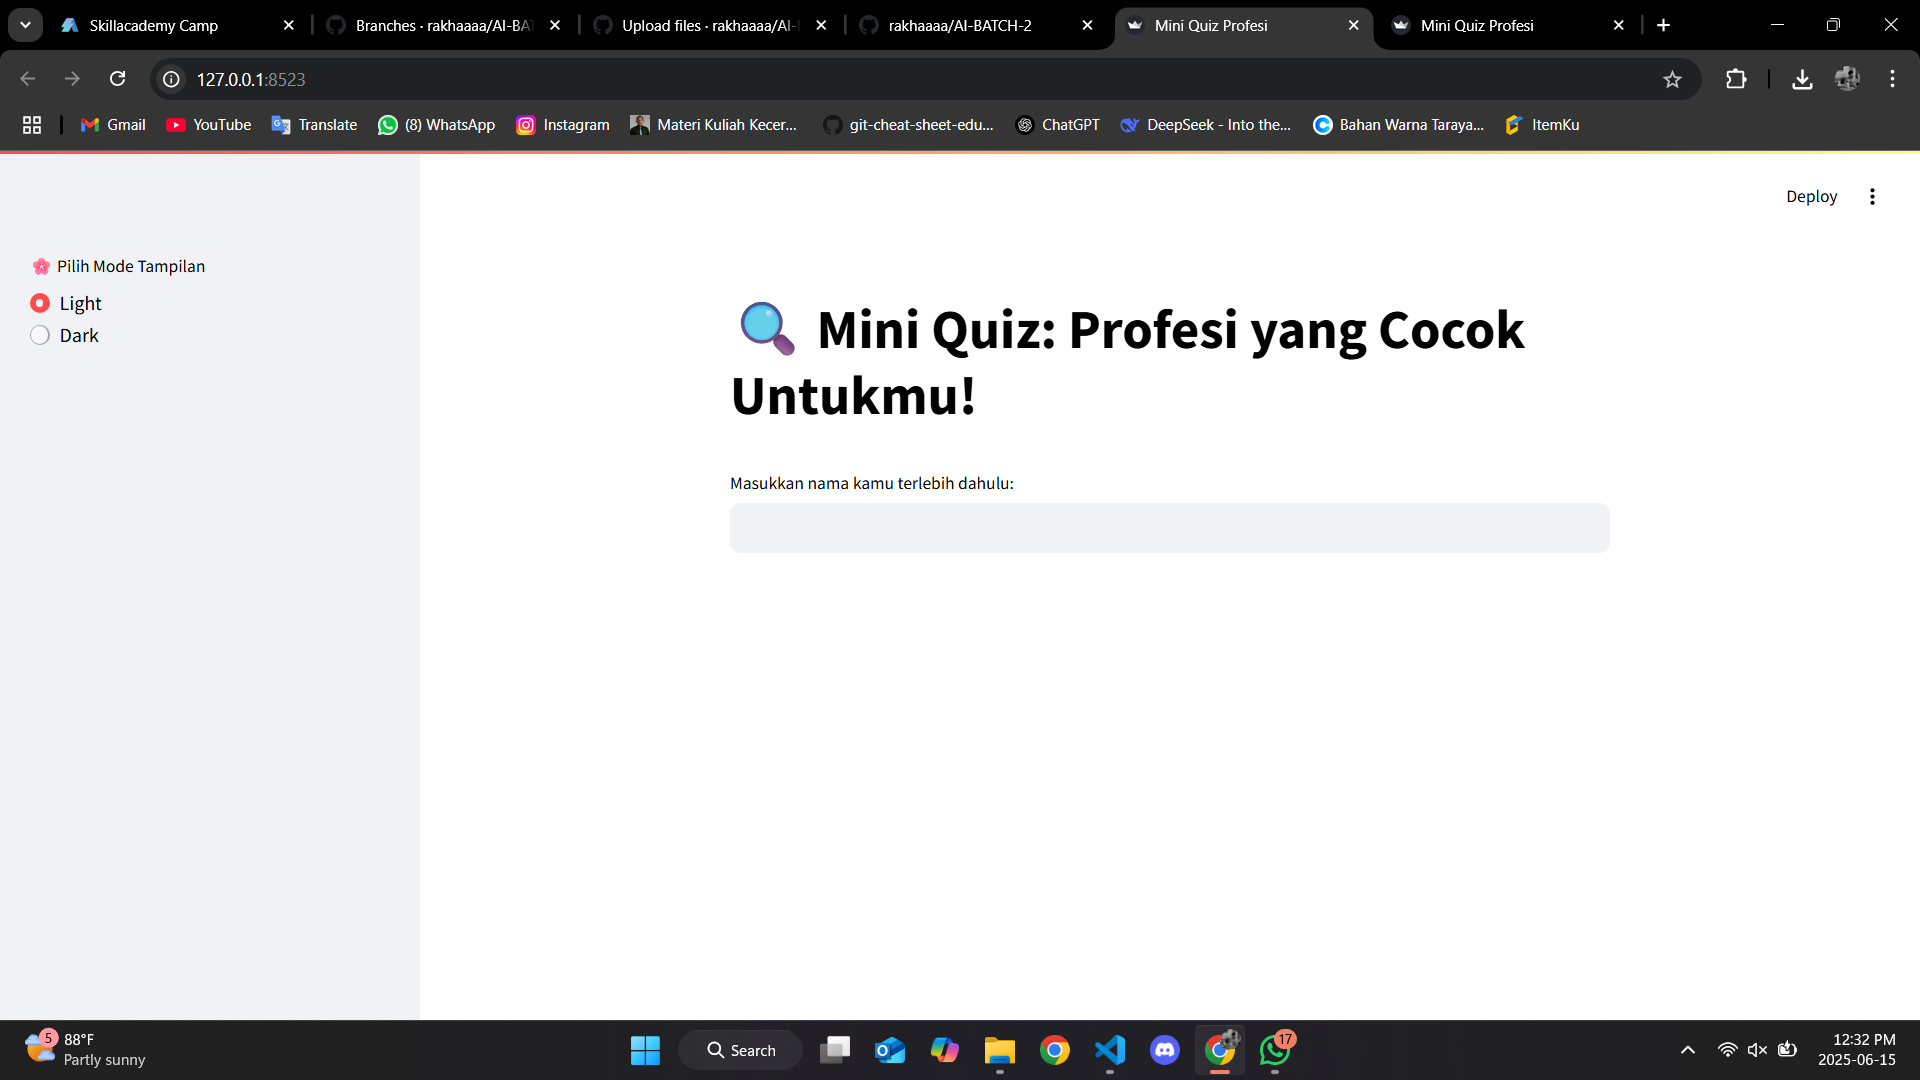 Skillacademy Camp
Branches · rakhaaaa/AI-BAT
Upload files · rakhaaaa/AI-
rakhaaaa/AI-BATCH-2
Mini Quiz Profesi
Mini Quiz Profesi
127.0.0.1:8523
Gmail
YouTube
Translate
(8) WhatsApp
Instagram
Materi Kuliah Kecer...
git-cheat-sheet-edu...
ChatGPT
DeepSeek - Into the...
Bahan Warna Taraya...
ItemKu
Deploy
🌸 Pilih Mode Tampilan
Light
Dark
🔍 Mini Quiz: Profesi yang Cocok
Untukmu!
Masukkan nama kamu terlebih dahulu:
5
88°F
Partly sunny
Search
17
12:32 PM
2025-06-15